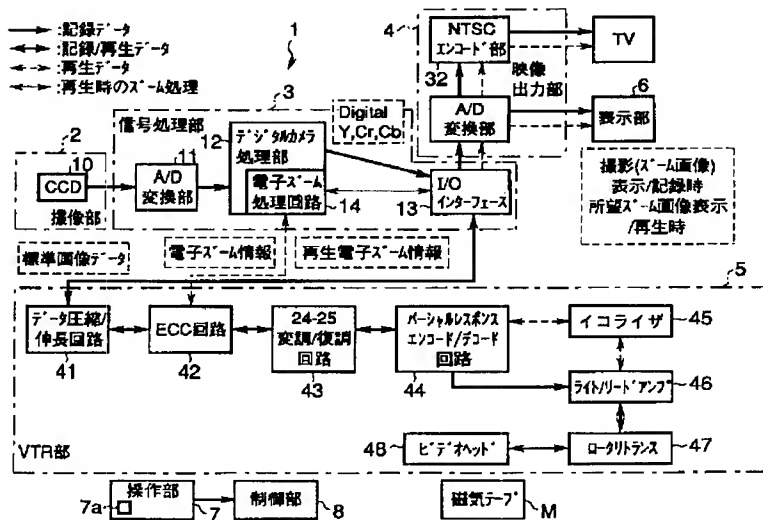 :記録データ
:記録/再生データ
:再生データ
:再生時のズーム処理
1
2
10
CCD
撮像部
3
信号処理部
11
A/D
変換部
12
デジタルカメラ
処理部
電子ズーム
処理回路
14
Digital
Y,Cr,Cb
I/O
インターフェース
13
4
NTSC
エンコード部
32
映像
出力部
A/D
変換部
TV
6
表示部
撮影(ズーム画像)
表示/記録時
所望ズーム画像表示
/再生時
標準画像データ
電子ズーム情報
再生電子ズーム情報
5
データ圧縮/
伸長回路
41
ECC回路
42
24-25
変調/復調
回路
43
パーシャルレスポンス
エンコード/デコード
回路
44
イコライザ
45
ライト/リードアンプ
46
ロータリトランス
47
ビデオヘッド
48
VTR部
操作部
7a
7
制御部
8
磁気テープ
M